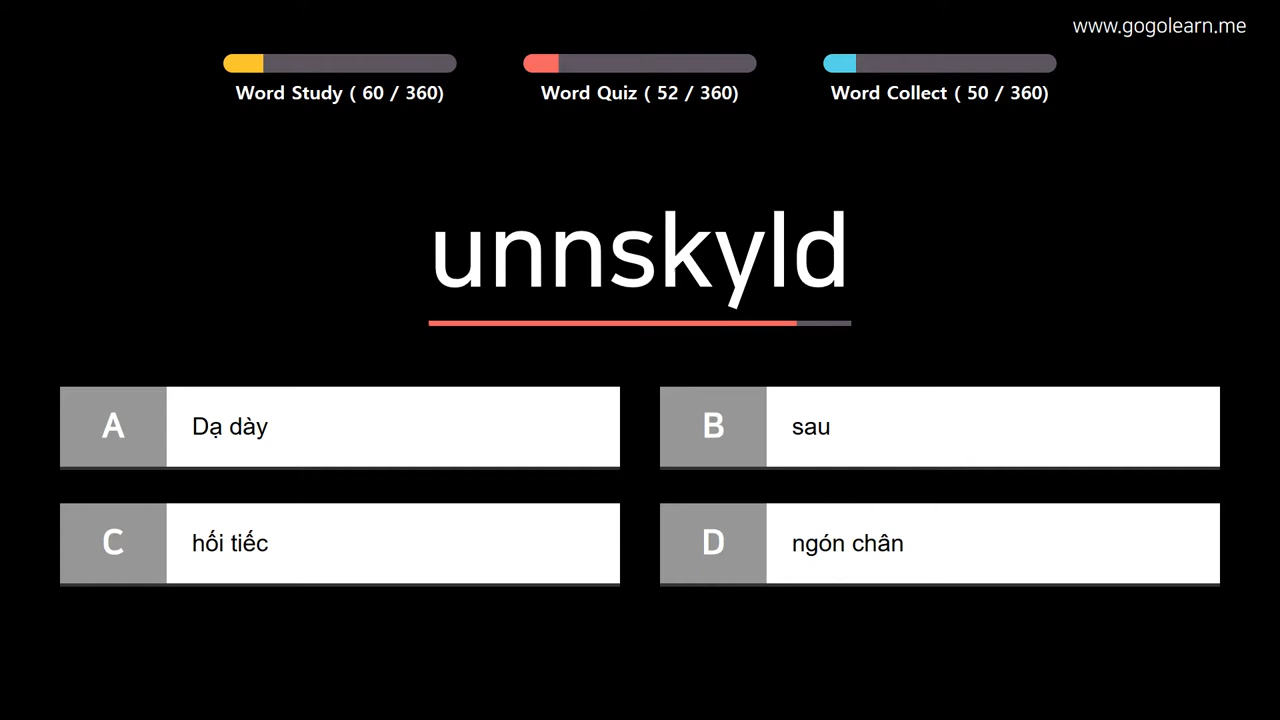 www.gogolearn.me
Word Study ( 60 / 360)
Word Quiz ( 52 / 360)
Word Collect ( 50 / 360)
unnskyld
A
Dạ dày
B
sau
C
hối tiếc
D
ngón chân